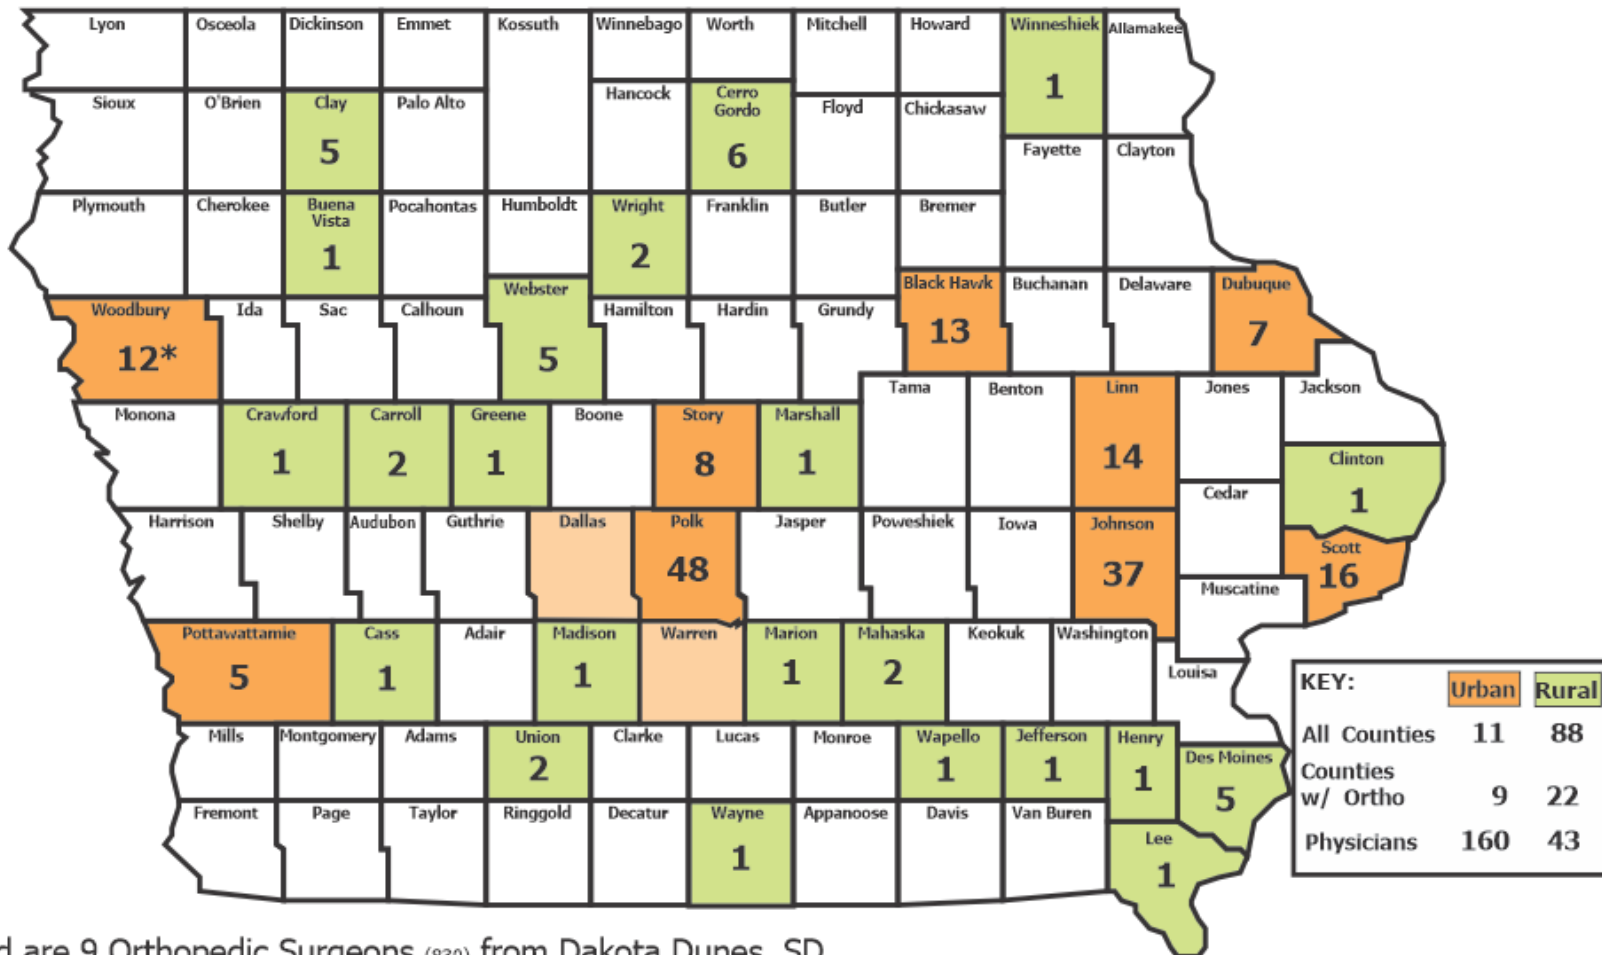 Lyon Osceola Dickinson Emmet Kossuth Winnebago Worth Mitchell Howard Winneshiek Allamakee
1
Sioux O'Brien Clay Palo Alto Hancock Cerro Gordo Floyd Chickasaw
5 6
Fayette Clayton
Plymouth Cherokee Buena Vista Pocahontas Humboldt Wright Franklin Butler Bremer
1 2
Woodbury Ida Sac Calhoun Webster Hamilton Hardin Grundy Black Hawk Buchanan Delaware Dubuque
12* 5 13 7
Monona Crawford Carroll Greene Boone Story Marshall Tama Benton Linn Jones Jackson
1 2 1 8 1 14
Clinton
1
Cedar
Harrison Shelby Audubon Guthrie Dallas Polk Jasper Poweshiek Iowa Johnson Scott
48 37 16
Muscatine
Pottawattamie Cass Adair Madison Warren Marion Mahaska Keokuk Washington Louisa
5 1 1 1 2
Mills Montgomery Adams Union Clarke Lucas Monroe Wapello Jefferson Henry Des Moines
2 1 1 1 5
Fremont Page Taylor Ringgold Decatur Wayne Appanoose Davis Van Buren Lee
1 1
KEY: Urban Rural
All Counties 11 88
Counties
w/ Ortho 9 22
Physicians 160 43
are 9 Orthopedic Surgeons (830) from Dakota Dunes, SD